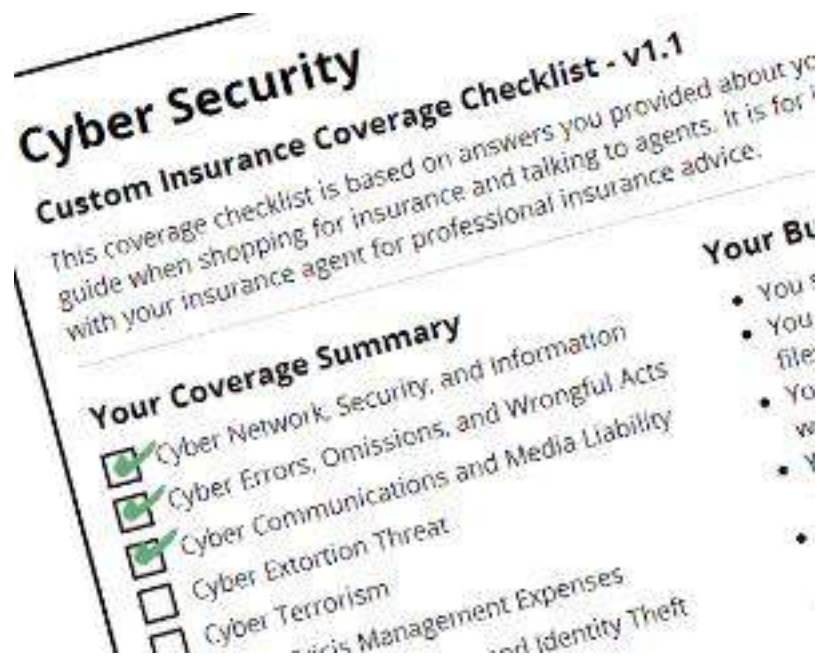 Cyber Security
Custom Insurance Coverage Checklist - v1.1
This coverage checklist is based on answers you provided about
guide when shopping for insurance and talking to agents. It is for
with your insurance agent for professional insurance advice.
Your Coverage Summary
Cyber Network, Security, and Information
Cyber Errors, Omissions, and Wrongful Acts
Cyber Communications and Media Liability
Cyber Extortion Threat
Cyber Terrorism
Management Expenses
Identity Theft
Your
You
You